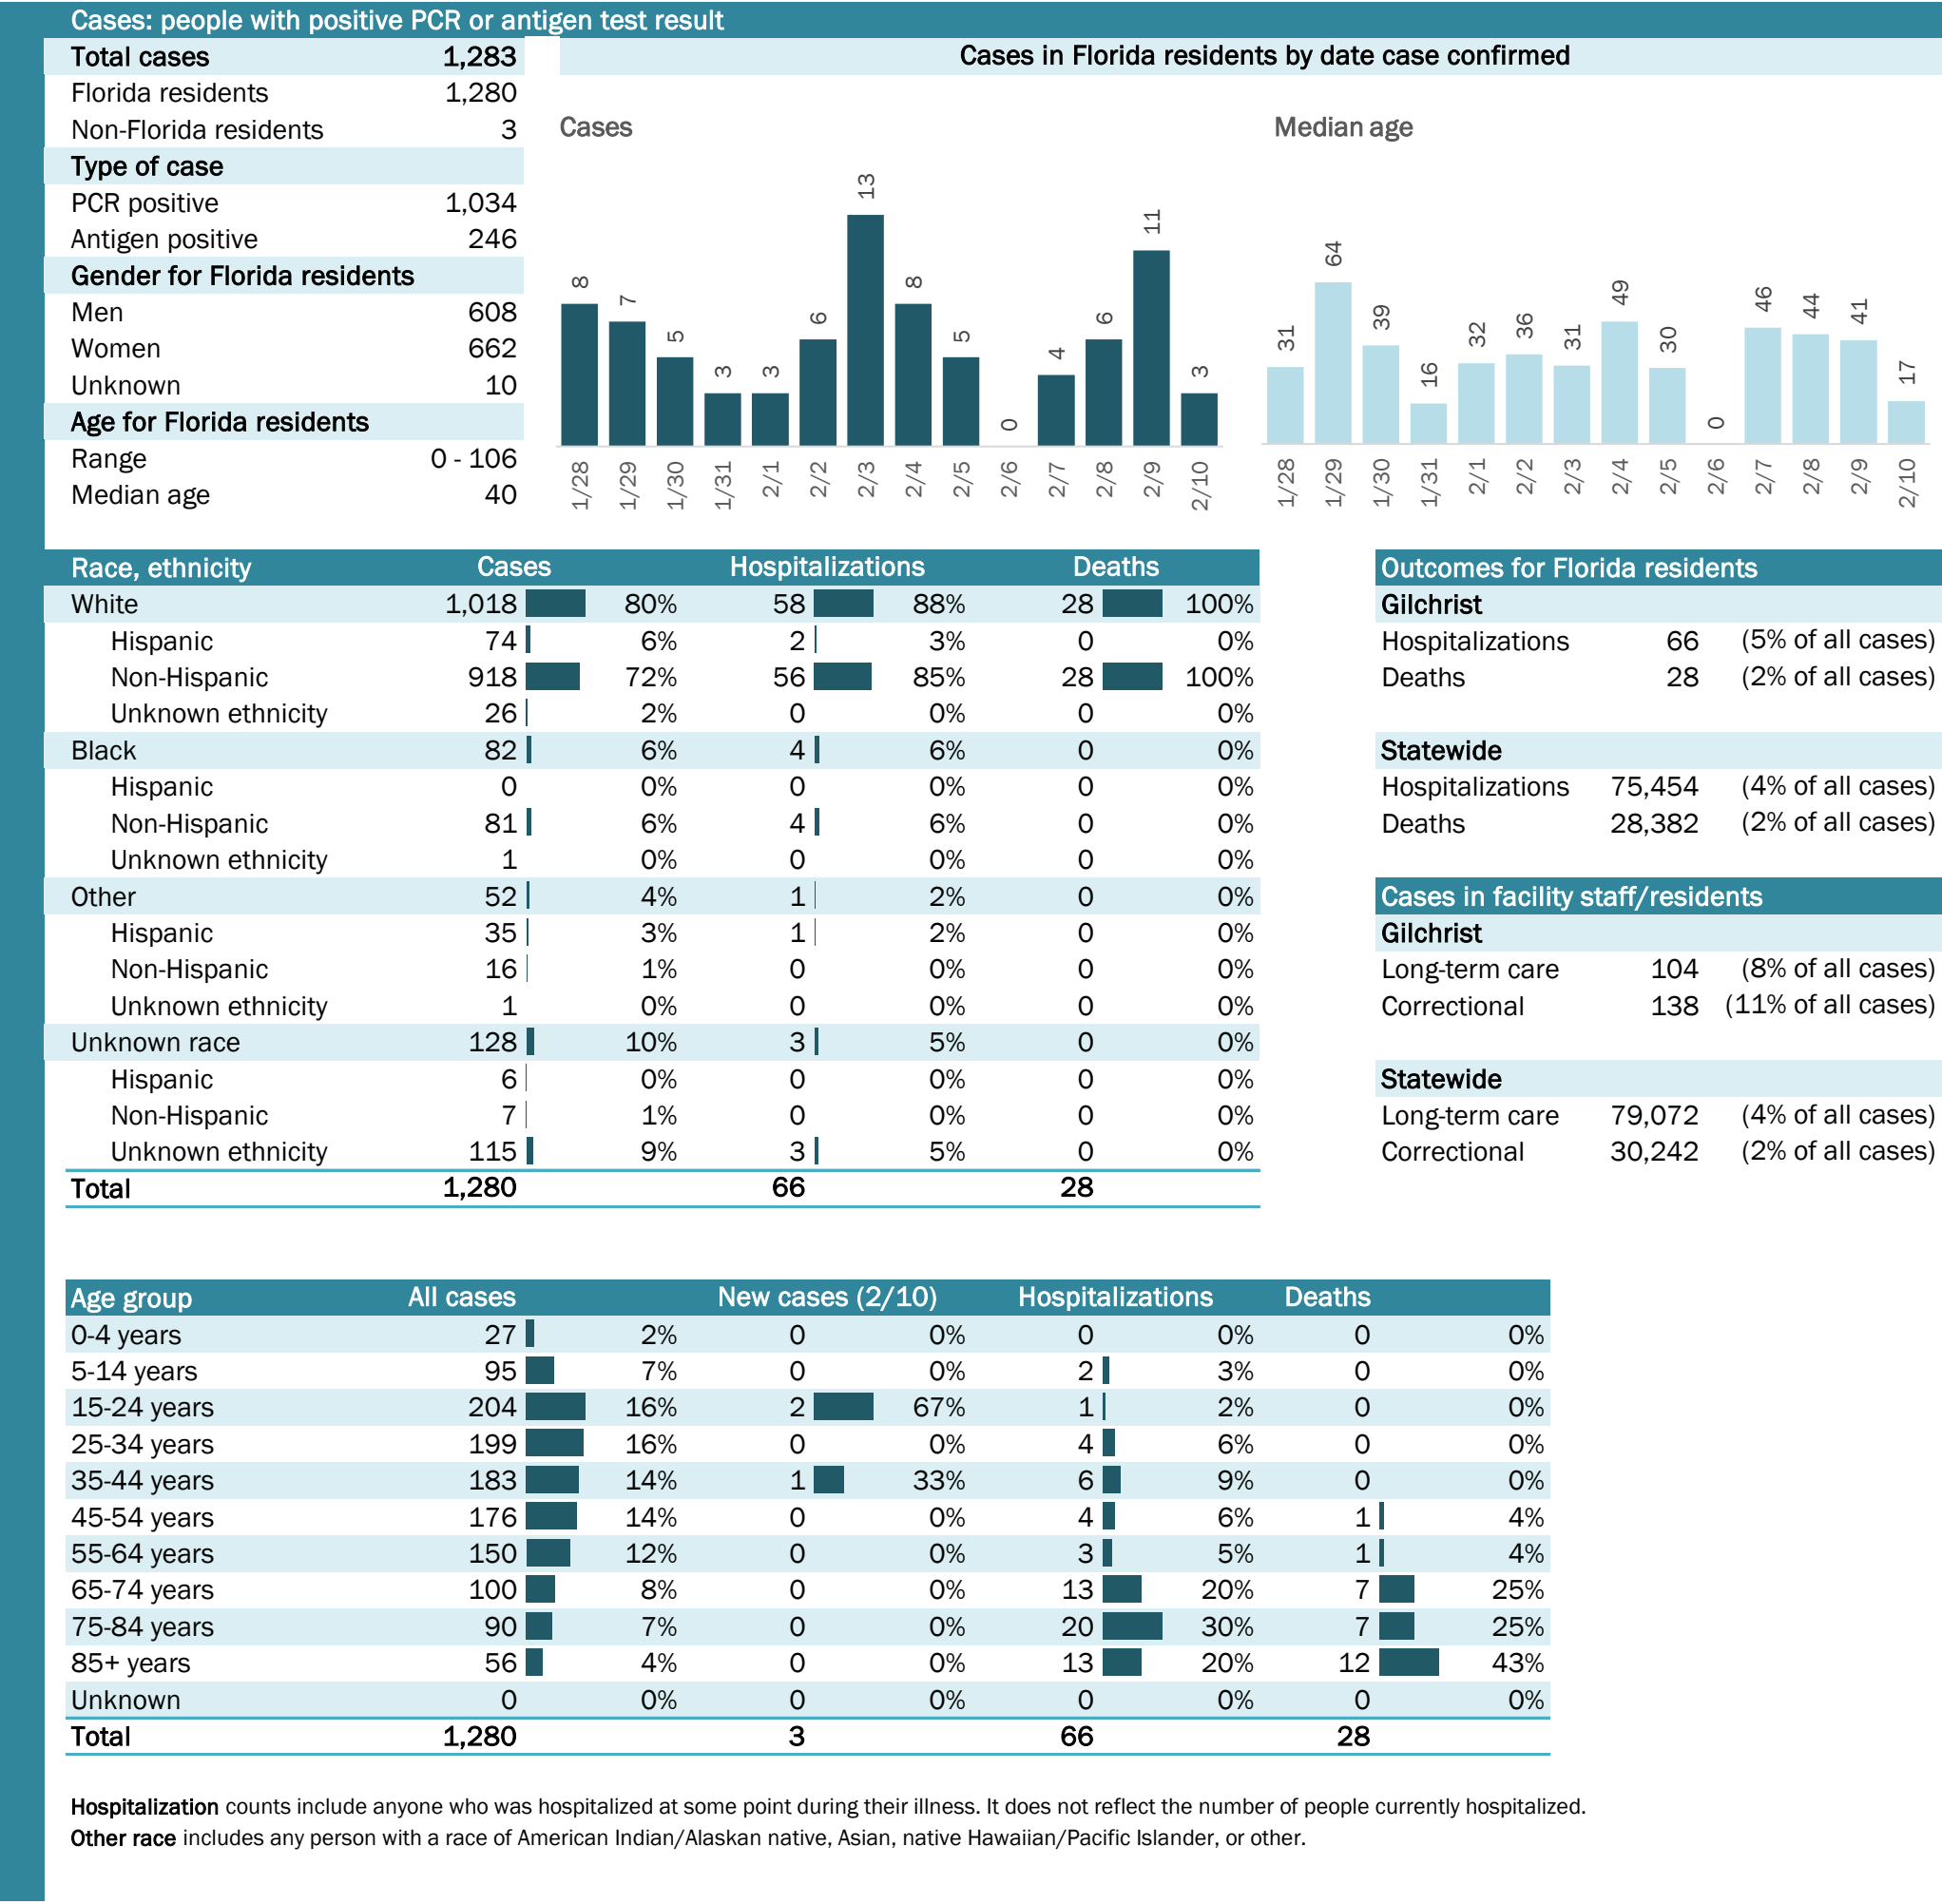 Cases: people with positive PCR or antigen test result
Total cases 1,283
Florida residents 1,280
Non-Florida residents 3
Type of case
PCR positive 1,034
Antigen positive 246
Gender for Florida residents
Men 608
Women 662
Unknown 10
Age for Florida residents
Range 0 - 106
Median age 40
Cases in Florida residents by date case confirmed
Cases
8 7 5 3 3 6 13 8 5 0 4 6 11 3
1/28 1/29 1/30 1/31 2/1 2/2 2/3 2/4 2/5 2/6 2/7 2/8 2/9 2/10
Median age
31 64 39 16 32 36 31 49 30 0 46 44 41 17
1/28 1/29 1/30 1/31 2/1 2/2 2/3 2/4 2/5 2/6 2/7 2/8 2/9 2/10
Race, ethnicity Cases Hospitalizations Deaths
White 1,018 80% 58 88% 28 100%
Hispanic 74 6% 2 3% 0 0%
Non-Hispanic 918 72% 56 85% 28 100%
Unknown ethnicity 26 2% 0 0% 0 0%
Black 82 6% 4 6% 0 0%
Hispanic 0 0% 0 0% 0 0%
Non-Hispanic 81 6% 4 6% 0 0%
Unknown ethnicity 1 0% 0 0% 0 0%
Other 52 4% 1 2% 0 0%
Hispanic 35 3% 1 2% 0 0%
Non-Hispanic 16 1% 0 0% 0 0%
Unknown ethnicity 1 0% 0 0% 0 0%
Unknown race 128 10% 3 5% 0 0%
Hispanic 6 0% 0 0% 0 0%
Non-Hispanic 7 1% 0 0% 0 0%
Unknown ethnicity 115 9% 3 5% 0 0%
Total 1,280 66 28
Outcomes for Florida residents
Gilchrist
Hospitalizations 66 (5% of all cases)
Deaths 28 (2% of all cases)
Statewide
Hospitalizations 75,454 (4% of all cases)
Deaths 28,382 (2% of all cases)
Cases in facility staff/residents
Gilchrist
Long-term care 104 (8% of all cases)
Correctional 138 (11% of all cases)
Statewide
Long-term care 79,072 (4% of all cases)
Correctional 30,242 (2% of all cases)
Age group All cases New cases (2/10) Hospitalizations Deaths
0-4 years 27 2% 0 0% 0 0% 0 0%
5-14 years 95 7% 0 0% 2 3% 0 0%
15-24 years 204 16% 2 67% 1 2% 0 0%
25-34 years 199 16% 0 0% 4 6% 0 0%
35-44 years 183 14% 1 33% 6 9% 0 0%
45-54 years 176 14% 0 0% 4 6% 1 4%
55-64 years 150 12% 0 0% 3 5% 1 4%
65-74 years 100 8% 0 0% 13 20% 7 25%
75-84 years 90 7% 0 0% 20 30% 7 25%
85+ years 56 4% 0 0% 13 20% 12 43%
Unknown 0 0% 0 0% 0 0% 0 0%
Total 1,280 3 66 28
Hospitalization counts include anyone who was hospitalized at some point during their illness. It does not reflect the number of people currently hospitalized.
Other race includes any person with a race of American Indian/Alaskan native, Asian, native Hawaiian/Pacific Islander, or other.